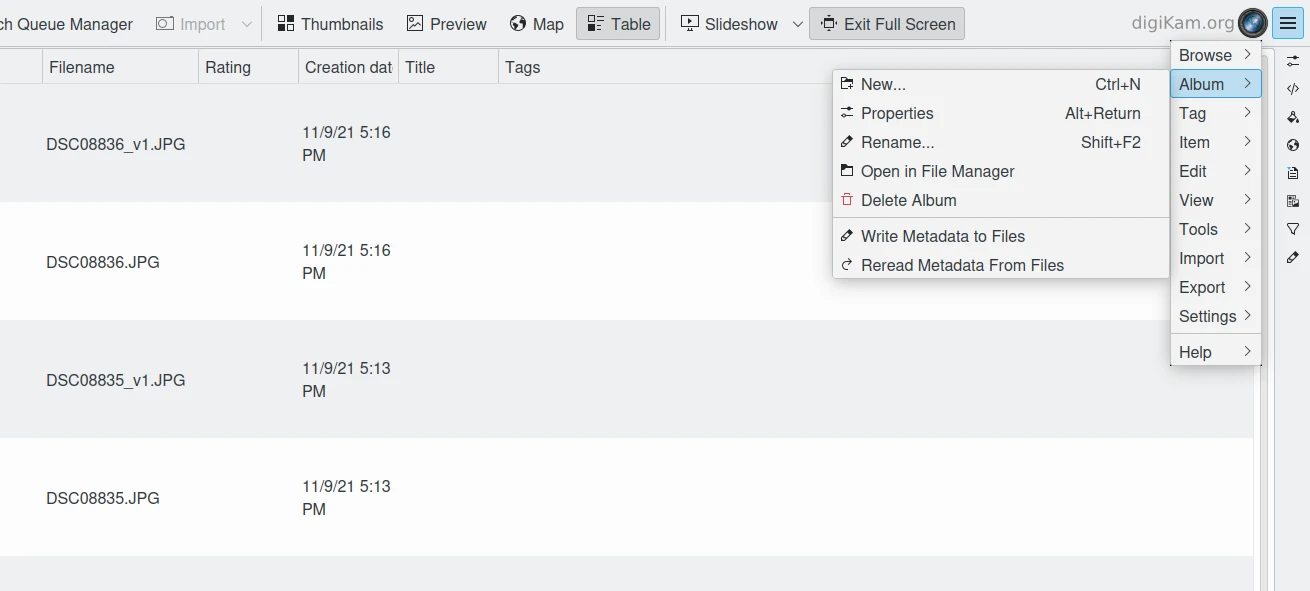 ch Queue Manager Import Thumbnails Preview Map Table Slideshow Exit Full Screen digiKam.org
Filename Rating Creation dat Title Tags
Browse
Album
Tag
Item
Edit
View
Tools
Import
Export
Settings
Help
New... Ctrl+N
Properties Alt+Return
Rename... Shift+F2
Open in File Manager
Delete Album
Write Metadata to Files
Reread Metadata From Files
DSC08836_v1.JPG 11/9/21 5:16
PM
DSC08836.JPG 11/9/21 5:16
PM
DSC08835_v1.JPG 11/9/21 5:13
PM
DSC08835.JPG 11/9/21 5:13
PM